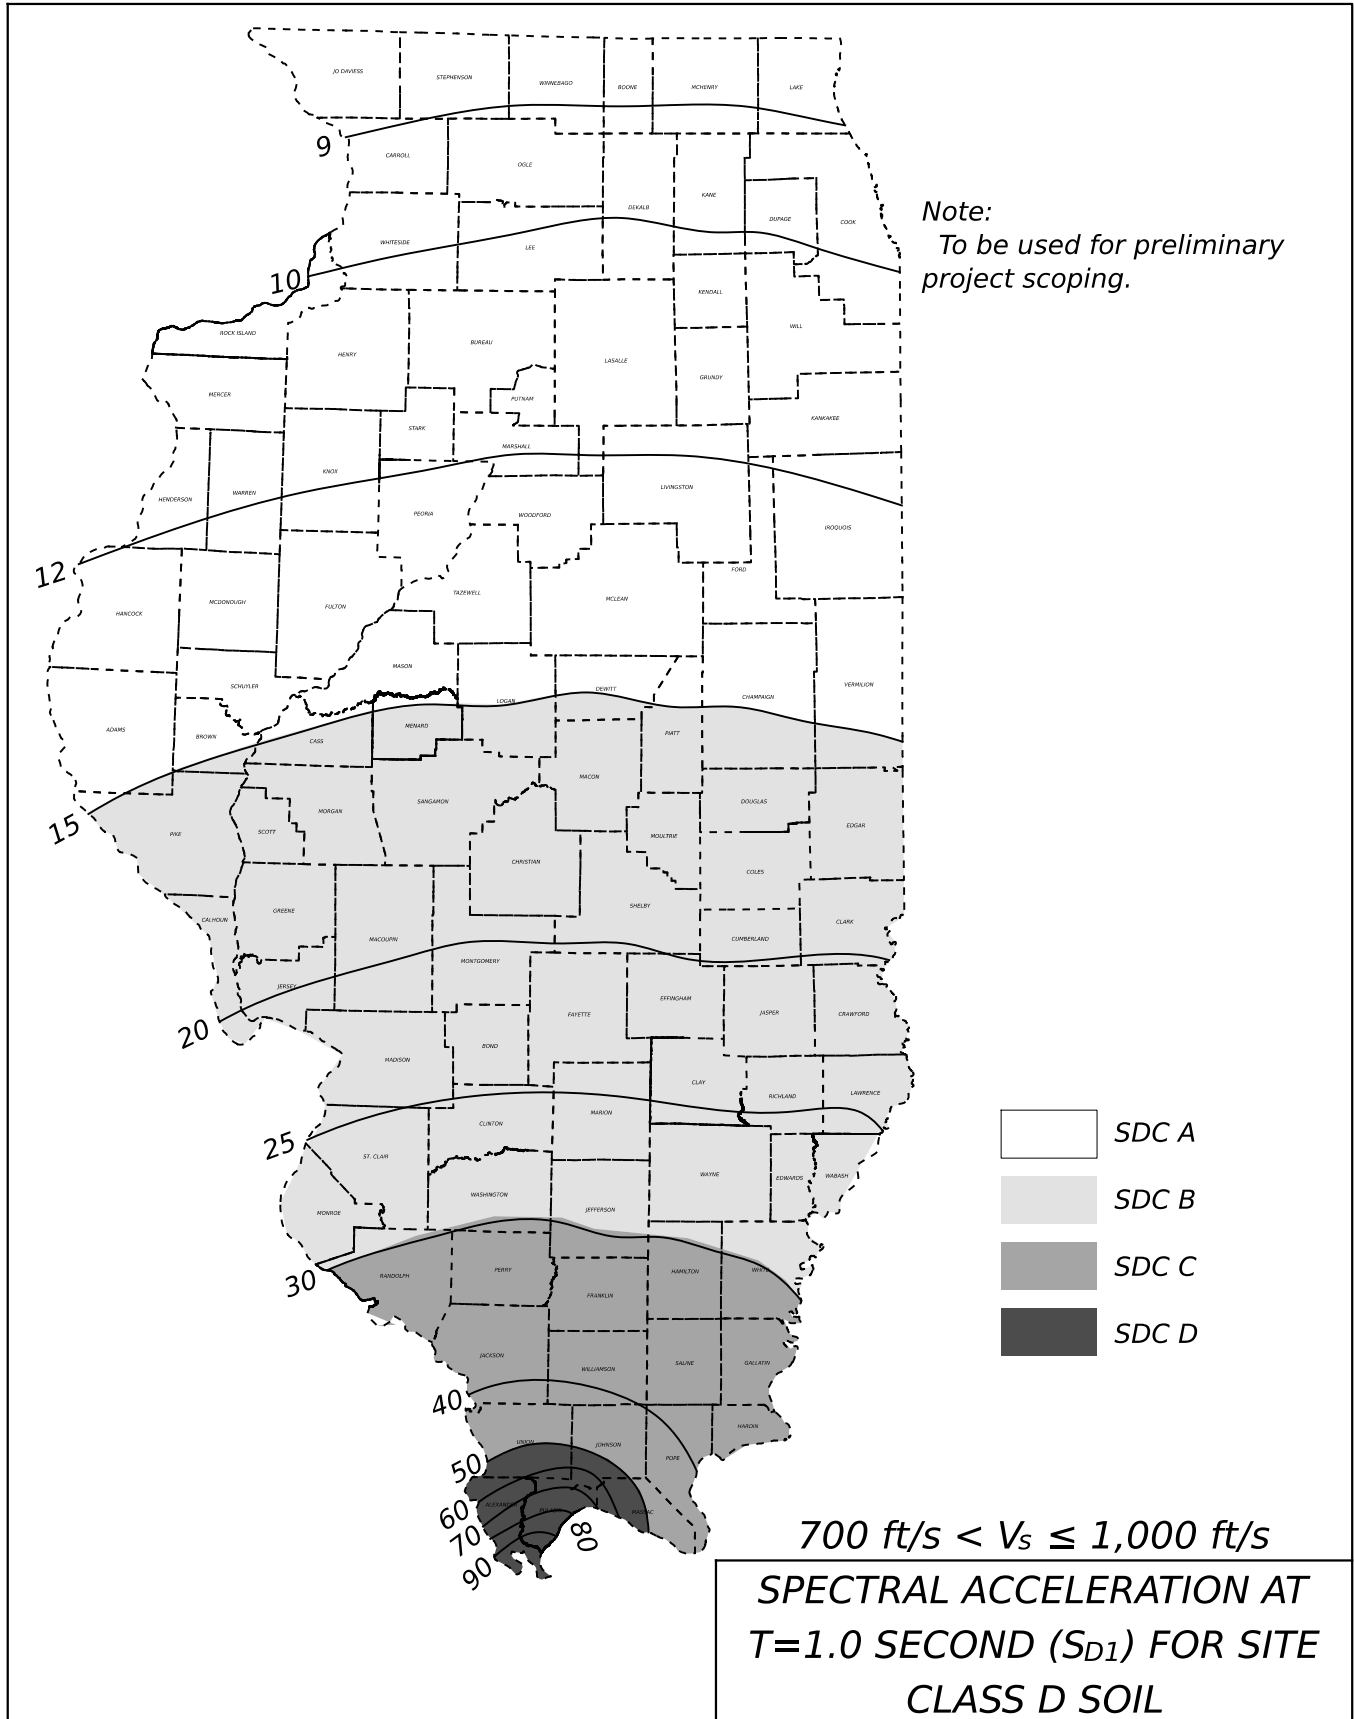 JO DAVIESS
STEPHENSON
WINNEBAGO
BOONE
MCHENRY
LAKE
9
CARROLL
OGLE
DEKALB
KANE
DUPAGE
COOK
Note:
To be used for preliminary
project scoping.
WHITESIDE
LEE
10
KENDALL
WILL
ROCK ISLAND
HENRY
BUREAU
LASALLE
GRUNDY
MERCER
PUTNAM
KANKAKEE
STARK
MARSHALL
KNOX
HENDERSON
WARREN
PEORIA
WOODFORD
LIVINGSTON
IROQUOIS
12
FORD
HANCOCK
MCDONOUGH
FULTON
TAZEWELL
MCLEAN
MASON
SCHUYLER
LOGAN
DEWITT
CHAMPAIGN
VERMILION
ADAMS
BROWN
CASS
MENARD
PIATT
MACON
15
PIKE
SCOTT
MORGAN
SANGAMON
MOULTRIE
DOUGLAS
EDGAR
CHRISTIAN
COLES
CALHOUN
GREENE
MACOUPIN
SHELBY
CUMBERLAND
CLARK
MONTGOMERY
JERSEY
20
FAYETTE
EFFINGHAM
JASPER
CRAWFORD
MADISON
BOND
CLAY
RICHLAND
LAWRENCE
25
CLINTON
MARION
SDC A
ST. CLAIR
WAYNE
EDWARDS
WABASH
WASHINGTON
JEFFERSON
SDC B
MONROE
30
RANDOLPH
PERRY
HAMILTON
WHITE
SDC C
FRANKLIN
SDC D
JACKSON
WILLIAMSON
SALINE
GALLATIN
40
UNION
JOHNSON
HARDIN
POPE
50
ALEXANDER
PULASKI
MASSAC
60
70
80
90
700 ft/s < Vs ≤ 1,000 ft/s
SPECTRAL ACCELERATION AT
T=1.0 SECOND (SD1) FOR SITE
CLASS D SOIL